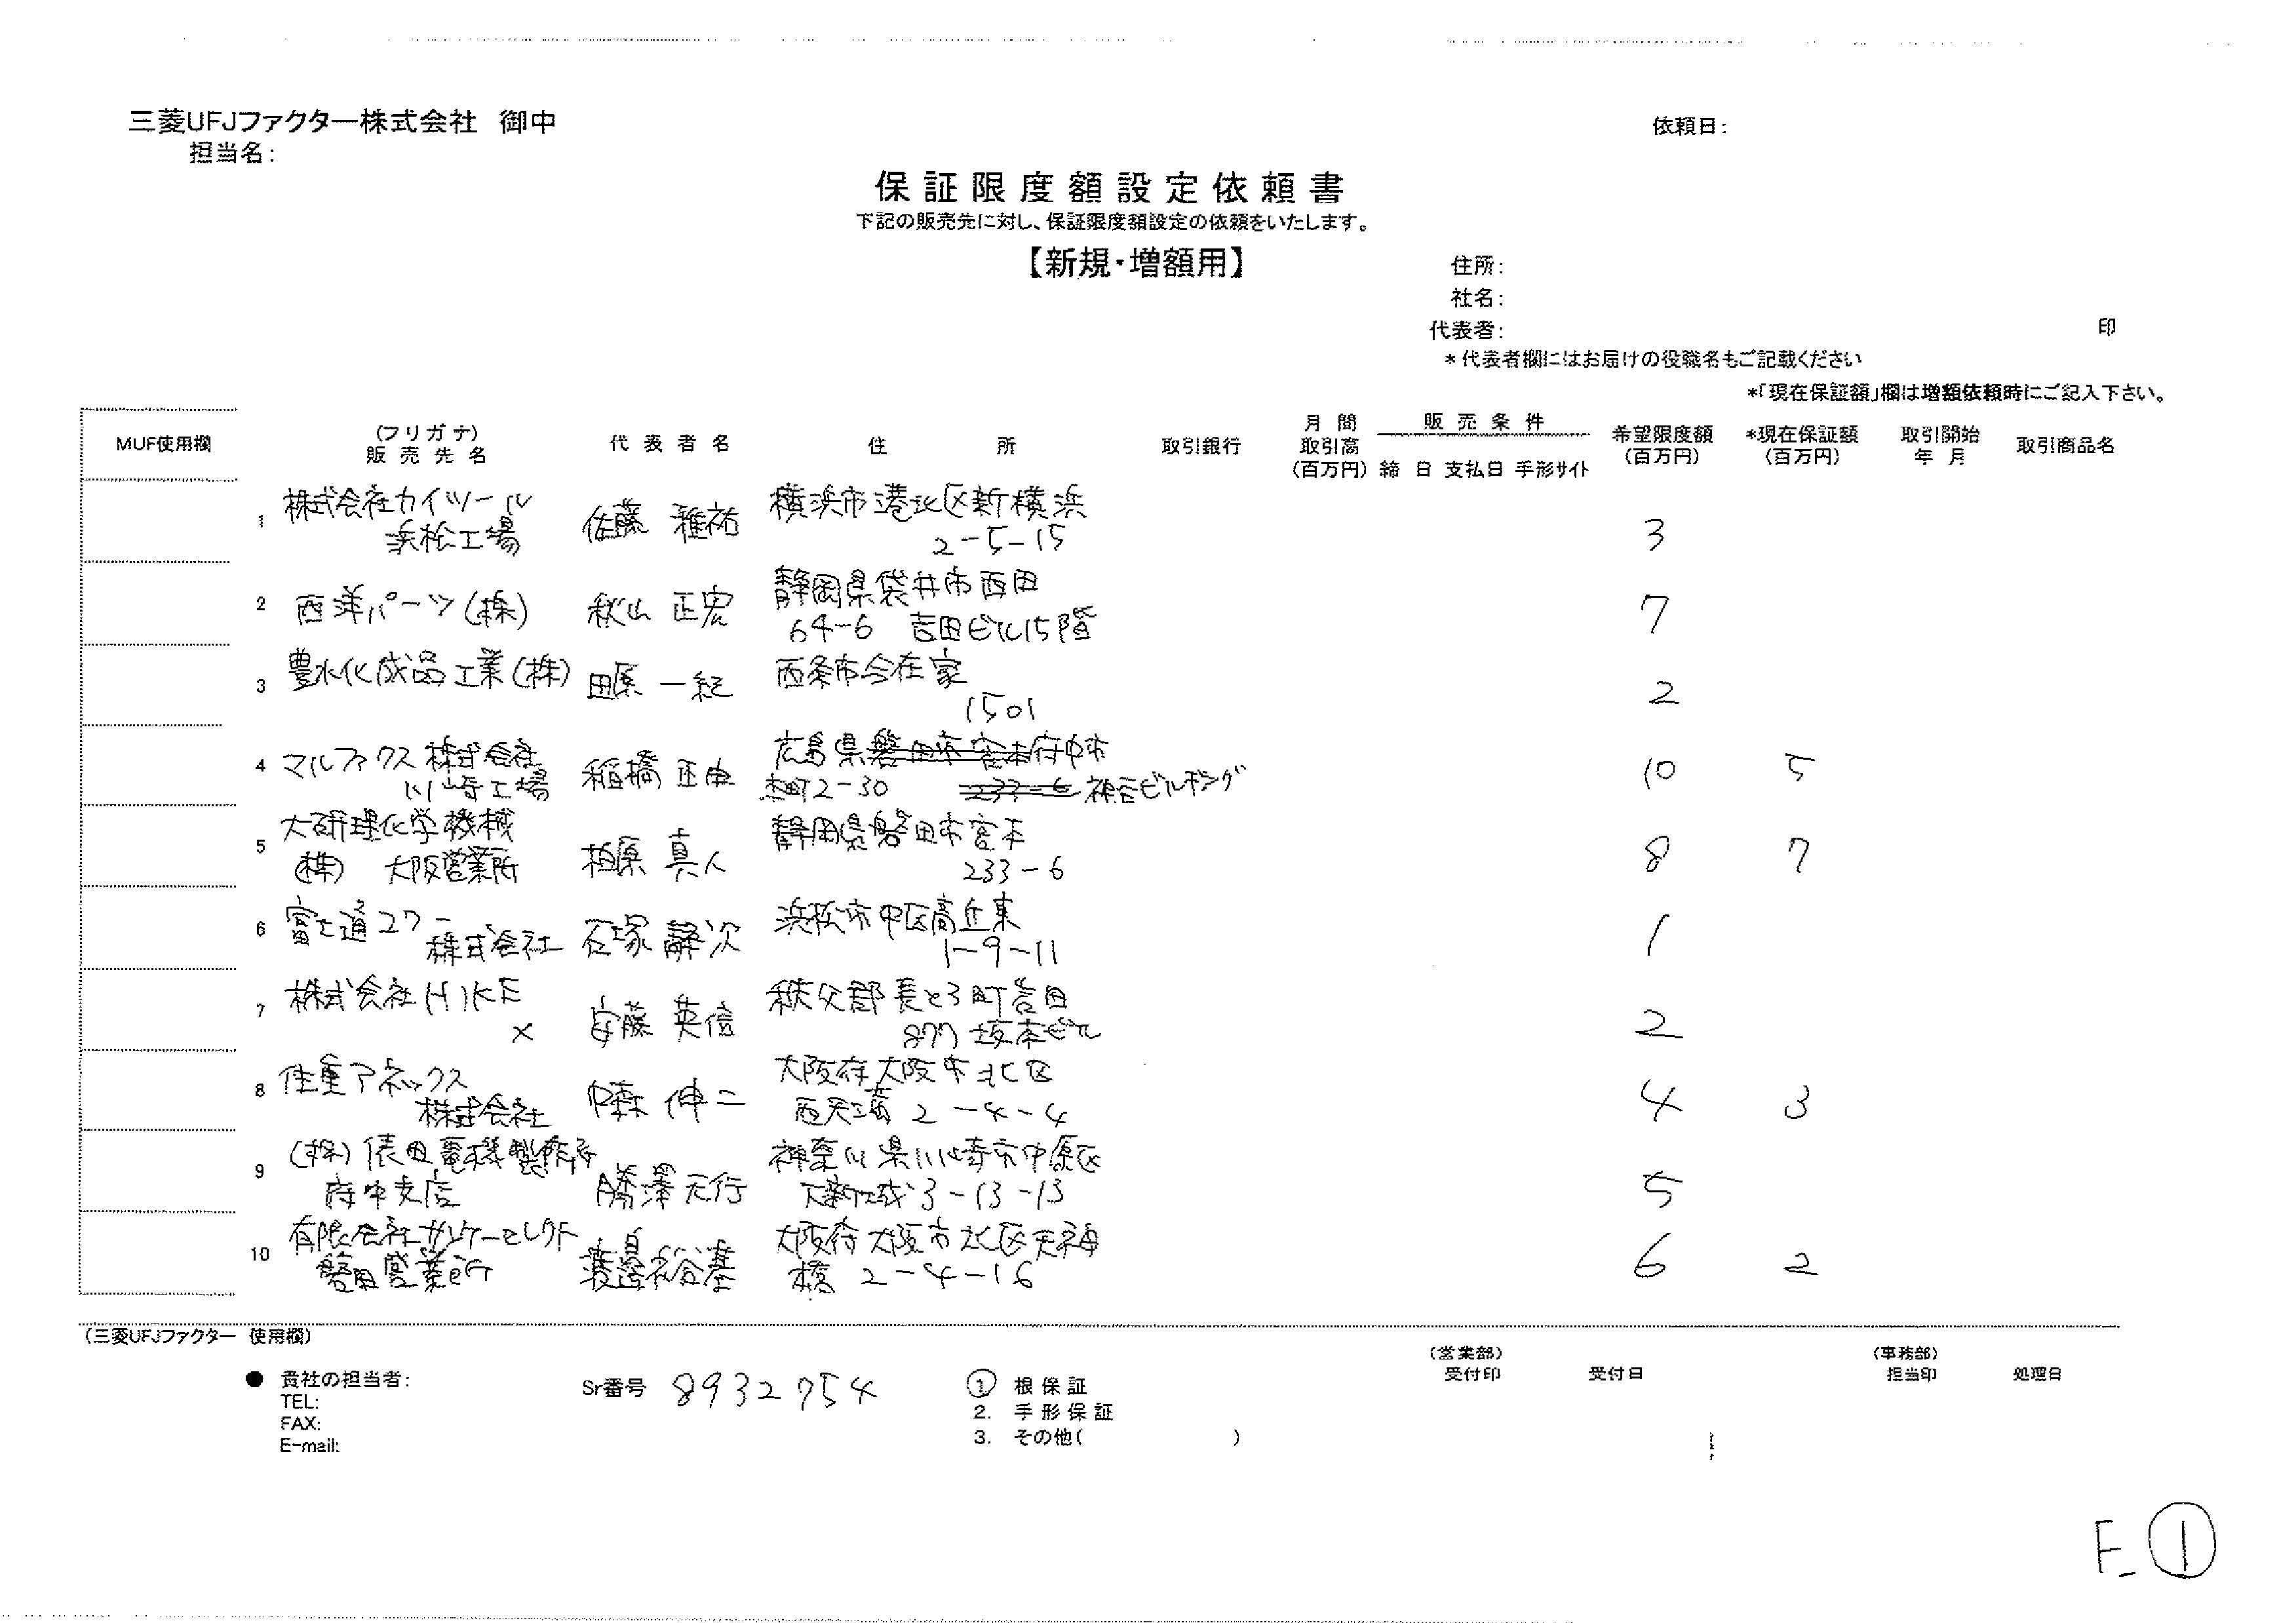 三菱UFJファクター株式会社 御中
担当名:
依頼日:
保証限度額設定依頼書
下記の販売先に対し、保証限度額設定の依頼をいたします。
【新規・増額用】
住所:
社名:
代表者: 印
*代表者欄にはお届けの役職名もご記載ください
*「現在保証額」欄は増額依頼時にご記入下さい。
MUF使用欄 (フリガナ) 販売先名 代表者名 住所 取引銀行 月間取引高(百万円) 販売条件 締日 支払日 手形サイト 希望限度額(百万円) *現在保証額(百万円) 取引開始年月 取引商品名
1 株式会社カイツール 佐藤 雅祐 横浜市港北区新横浜 3
浜松工場 2-5-15
2 西洋パーツ(株) 秋山 正宏 静岡県袋井市西田 7
64-6 吉田ビル15階
3 豊水化成品工業(株) 田原 一紀 西条市今在家 2
1501
4 マルファクス株式会社 稲橋 正由 広島県磐田市宮本府中市 10 5
川崎工場 本町2-30 233-6 神谷ビルヂング
5 大研理化学機械 柏原 真人 静岡県磐田市宮本 8 7
(株) 大阪営業所 233-6
6 富士通コワー 石塚 靜次 浜松市中区高丘東 1
株式会社 1-9-11
7 株式会社HIKE 安藤 英信 秩父郡長とろ町岩田 2
× 877 坂本ビル
8 住重アネックス 中森 伸二 大阪府大阪市北区 4 3
株式会社 西天満 2-4-4
9 (株)俵田電機製作所 勝澤元行 神奈川県川崎市中原区 5
府中支店 下新城3-13-13
10 有限会社サンケーセレクト 渡邉裕基 大阪府大阪市北区天神 6 2
磐田営業所 橋 2-4-16
(三菱UFJファクター 使用欄)
● 貴社の担当者:
TEL:
FAX:
E-mail:
Sr番号 8932754
① 根保証
2. 手形保証
3. その他( )
(営業部)
受付印 受付日
(事務部)
担当印 処理日
F_①